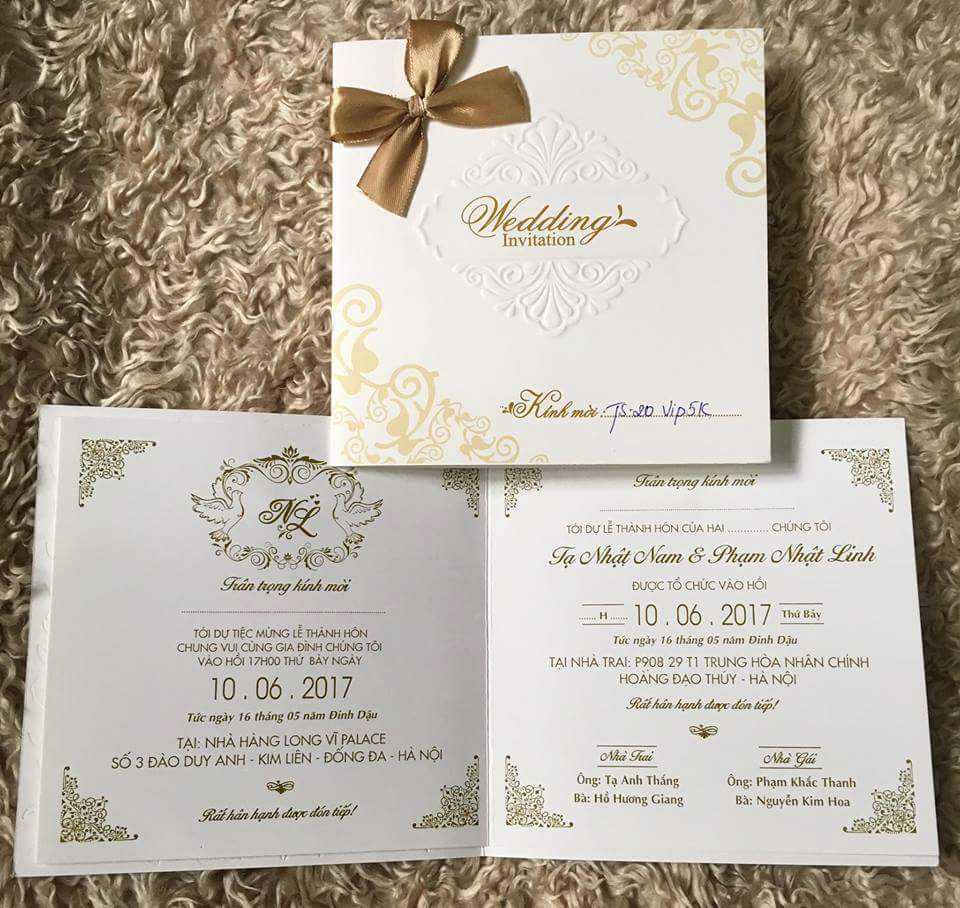 Wedding
Invitation
Kính mời : TS-20 Vip5K
NL
Trân trọng kính mời
TỚI DỰ TIỆC MỪNG LỄ THÀNH HÔN
CHUNG VUI CÙNG GIA ĐÌNH CHÚNG TÔI
VÀO HỒI 17H00 THỨ BẢY NGÀY
10 . 06 . 2017
Tức ngày 16 tháng 05 năm Đinh Dậu
TẠI: NHÀ HÀNG LONG VĨ PALACE
SỐ 3 ĐÀO DUY ANH - KIM LIÊN - ĐỐNG ĐA - HÀ NỘI
Rất hân hạnh được đón tiếp!
Trân trọng kính mời
TỚI DỰ LỄ THÀNH HÔN CỦA HAI ............. CHÚNG TÔI
Tạ Nhật Nam & Phạm Nhật Linh
ĐƯỢC TỔ CHỨC VÀO HỒI
...... H ...... 10 . 06 . 2017 Thứ Bảy
Tức ngày 16 tháng 05 năm Đinh Dậu
TẠI NHÀ TRAI: P908 29 T1 TRUNG HÒA NHÂN CHÍNH
HOÀNG ĐẠO THÚY - HÀ NỘI
Rất hân hạnh được đón tiếp!
Nhà Trai
Ông: Tạ Anh Thắng
Bà: Hồ Hương Giang
Nhà Gái
Ông: Phạm Khắc Thanh
Bà: Nguyễn Kim Hoa